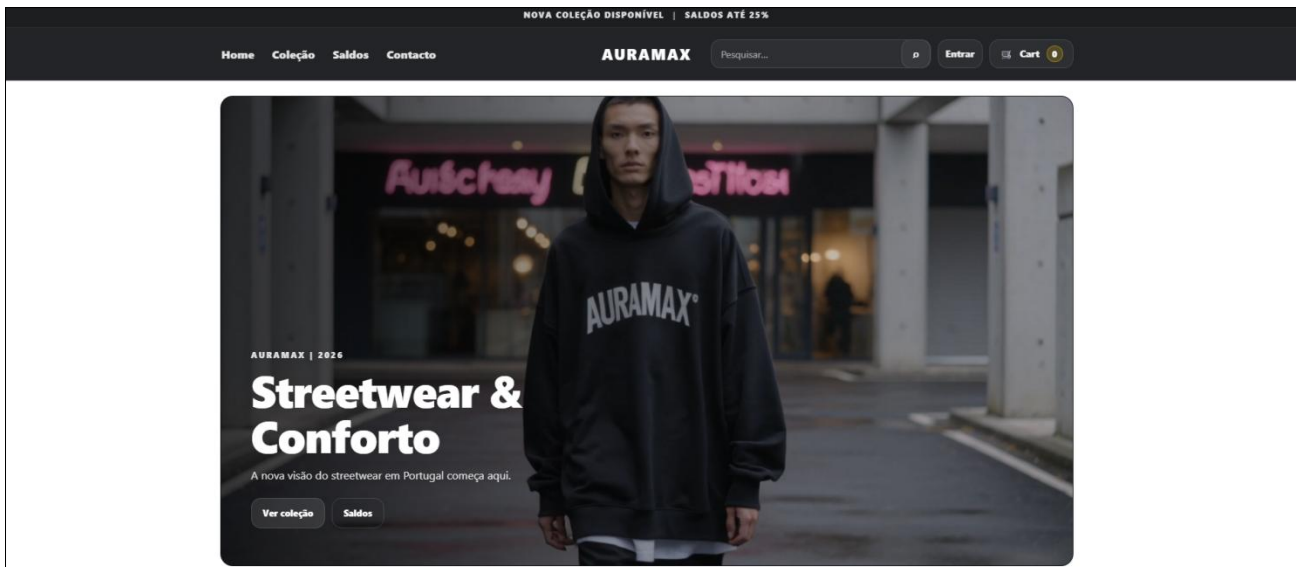 NOVA COLEÇÃO DISPONÍVEL | SALDOS ATÉ 25%
Home Coleção Saldos Contacto AURAMAX Pesquisar... Entrar Cart 0
AURAMAX°
AURAMAX | 2026
Streetwear &
Conforto
A nova visão do streetwear em Portugal começa aqui.
Ver coleção Saldos